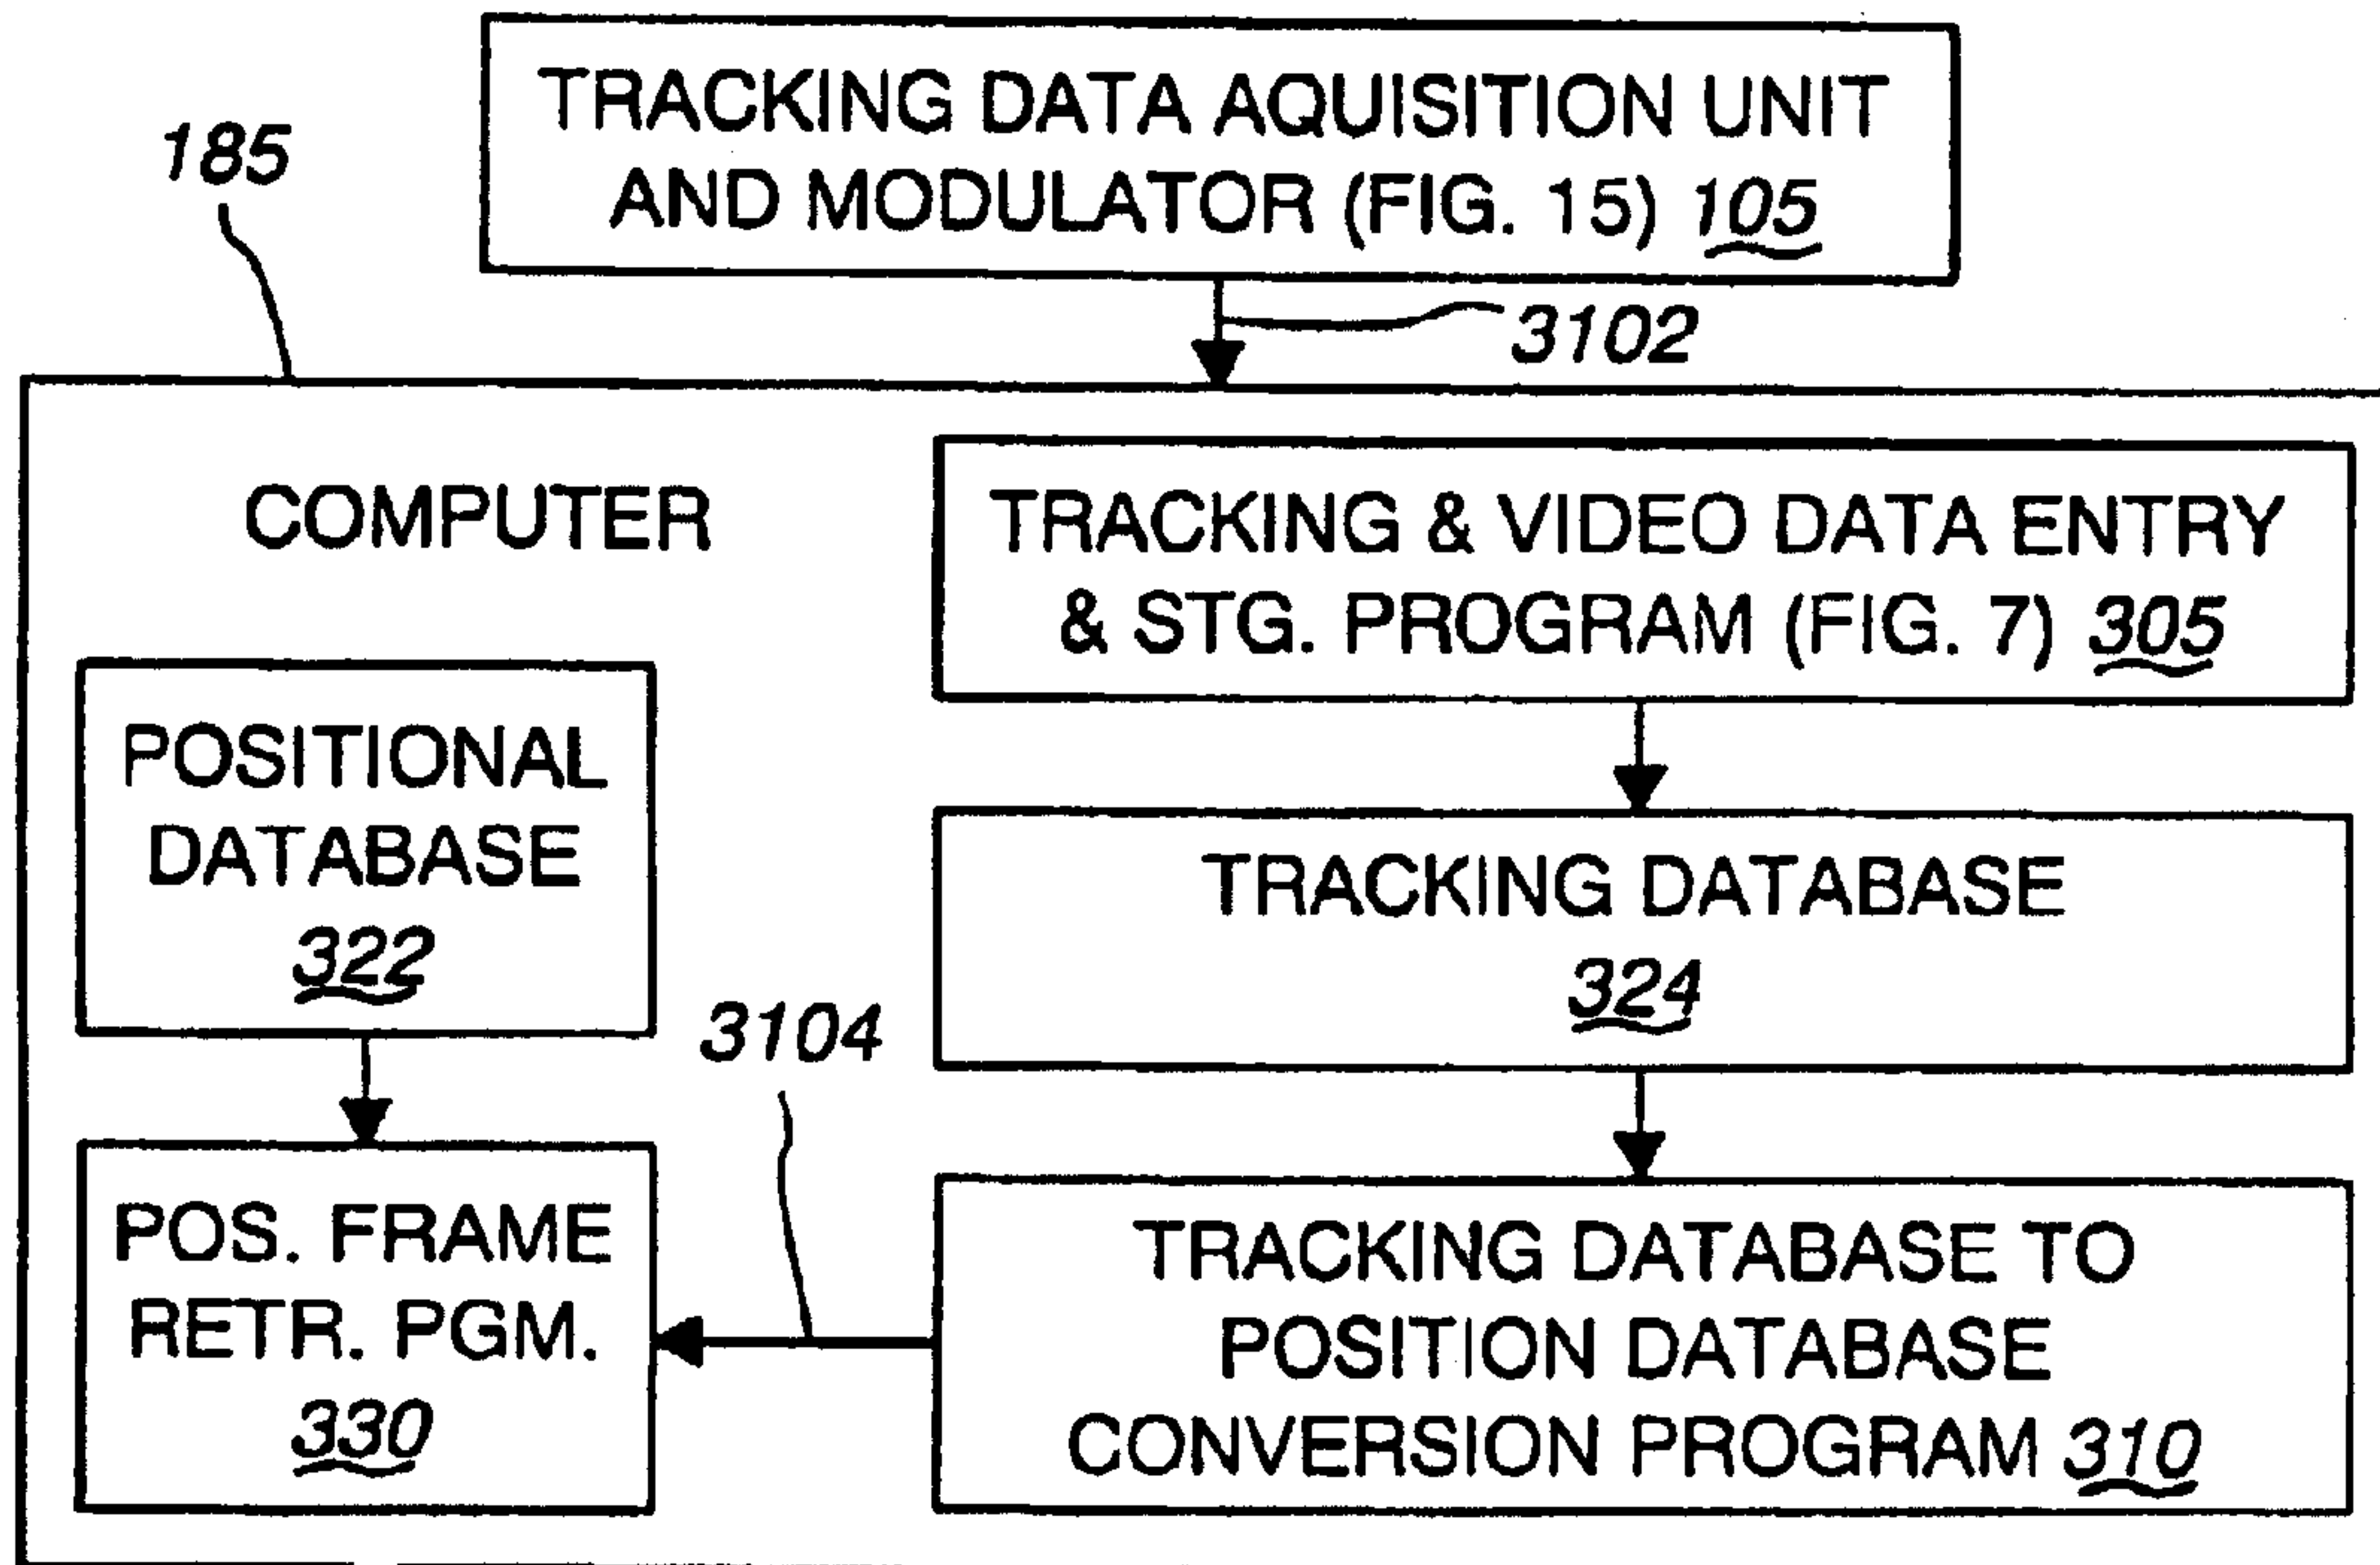 TRACKING DATA AQUISITION UNIT
AND MODULATOR (FIG. 15) 105
185
3102
COMPUTER
TRACKING & VIDEO DATA ENTRY
& STG. PROGRAM (FIG. 7) 305
POSITIONAL
DATABASE
322
TRACKING DATABASE
324
3104
POS. FRAME
RETR. PGM.
330
TRACKING DATABASE TO
POSITION DATABASE
CONVERSION PROGRAM 310